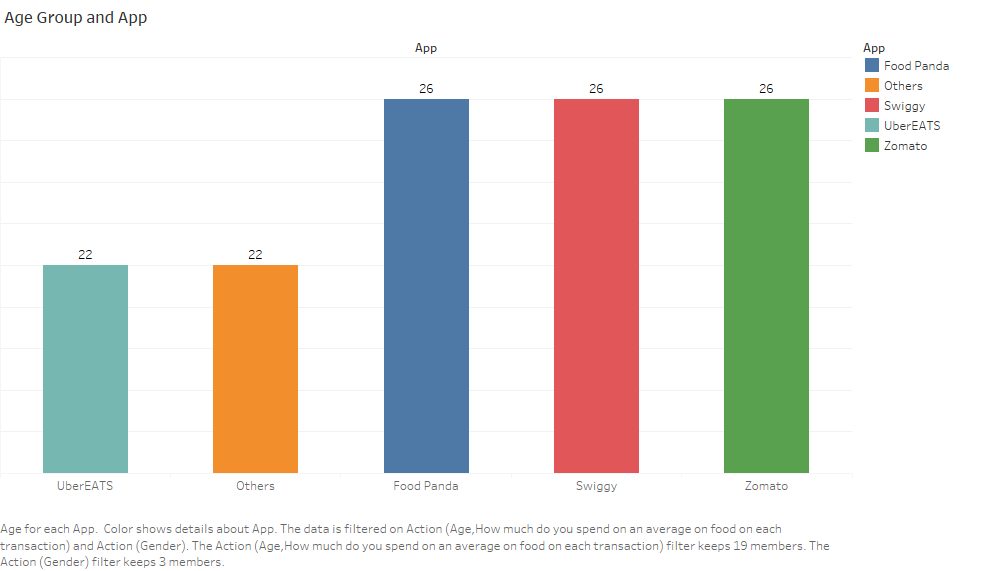 Age Group and App
App
26
26
26
22
22
UberEATS
Others
Food Panda
Swiggy
Zomato
App
Food Panda
Others
Swiggy
UberEATS
Zomato
Age for each App.  Color shows details about App. The data is filtered on Action (Age,How much do you spend on an average on food on each
transaction) and Action (Gender). The Action (Age,How much do you spend on an average on food on each transaction) filter keeps 19 members. The
Action (Gender) filter keeps 3 members.